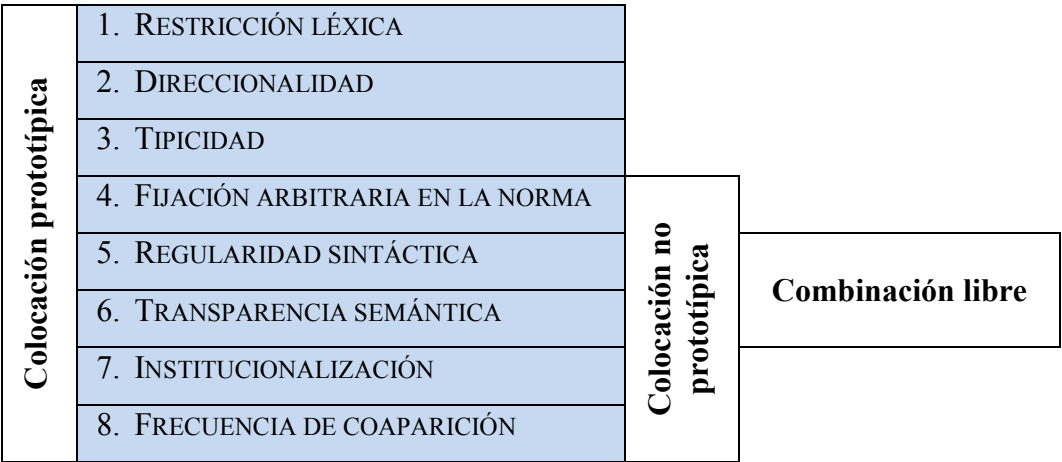 Colocación prototípica
1. RESTRICCIÓN LÉXICA
2. DIRECCIONALIDAD
3. TIPICIDAD
4. FIJACIÓN ARBITRARIA EN LA NORMA
5. REGULARIDAD SINTÁCTICA
6. TRANSPARENCIA SEMÁNTICA
7. INSTITUCIONALIZACIÓN
8. FRECUENCIA DE COAPARICIÓN
Colocación no
prototípica
Combinación libre